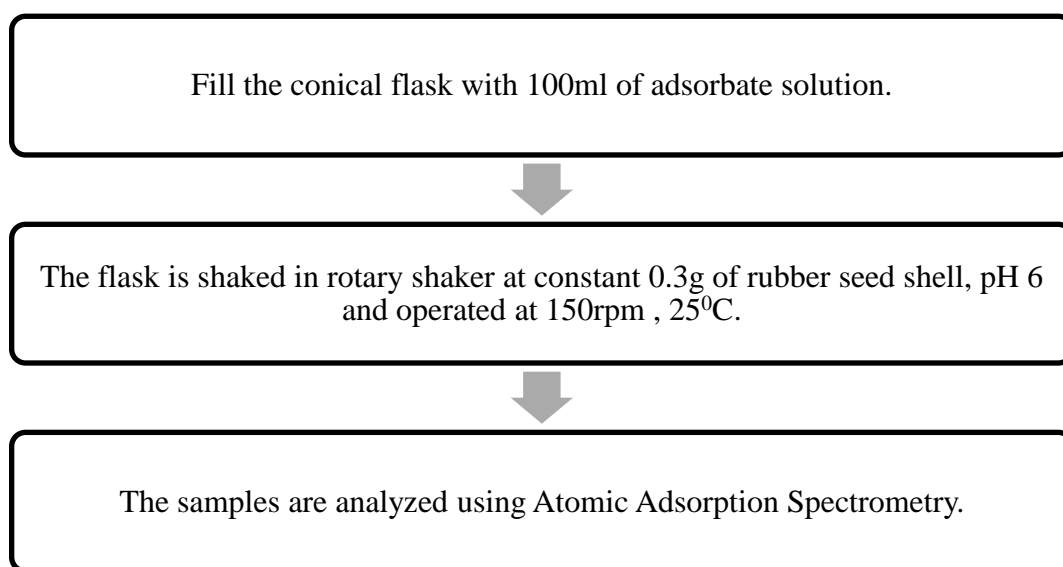 Fill the conical flask with 100ml of adsorbate solution.
The flask is shaked in rotary shaker at constant 0.3g of rubber seed shell, pH 6
and operated at 150rpm , 25⁰C.
The samples are analyzed using Atomic Adsorption Spectrometry.